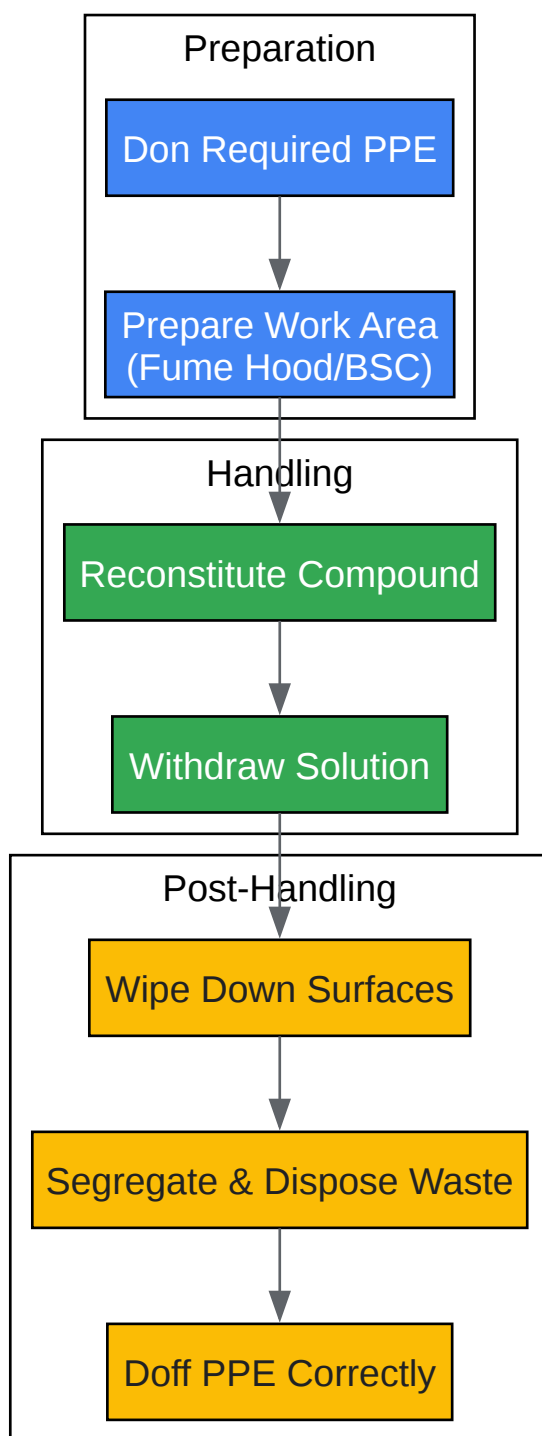 Preparation
Don Required PPE
Prepare Work Area
(Fume Hood/BSC)
Handling
Reconstitute Compound
Withdraw Solution
Post-Handling
Wipe Down Surfaces
Segregate & Dispose Waste
Doff PPE Correctly